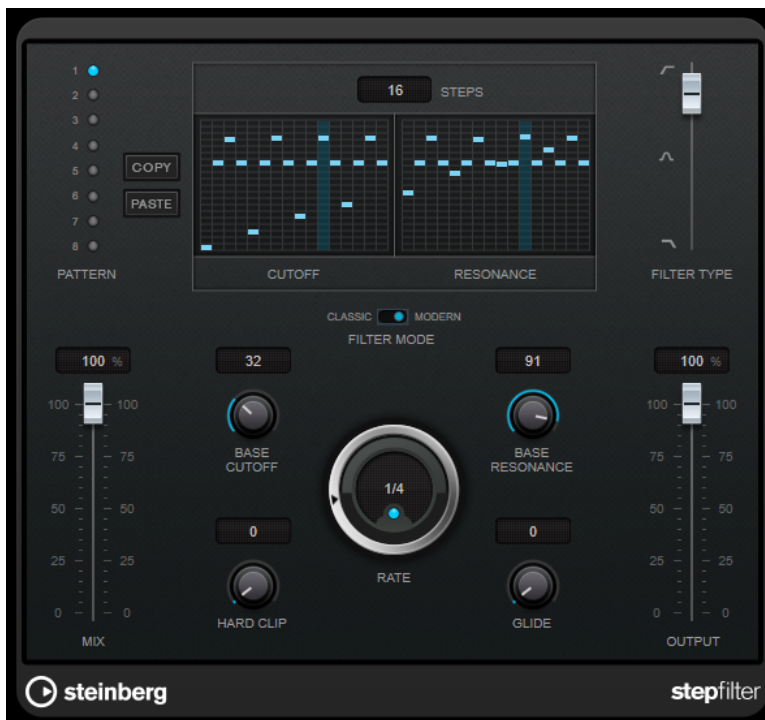 1
2
3
4
5
6
7
8
COPY
PASTE
PATTERN
16 STEPS
CUTOFF RESONANCE
FILTER TYPE
CLASSIC MODERN
FILTER MODE
100 %
32
91
100 %
100 100
75 75
50 50
25 25
0 0
MIX
BASE
CUTOFF
0
HARD CLIP
1/4
RATE
BASE
RESONANCE
0
GLIDE
100 100
75 75
50 50
25 25
0 0
OUTPUT
steinberg
stepfilter